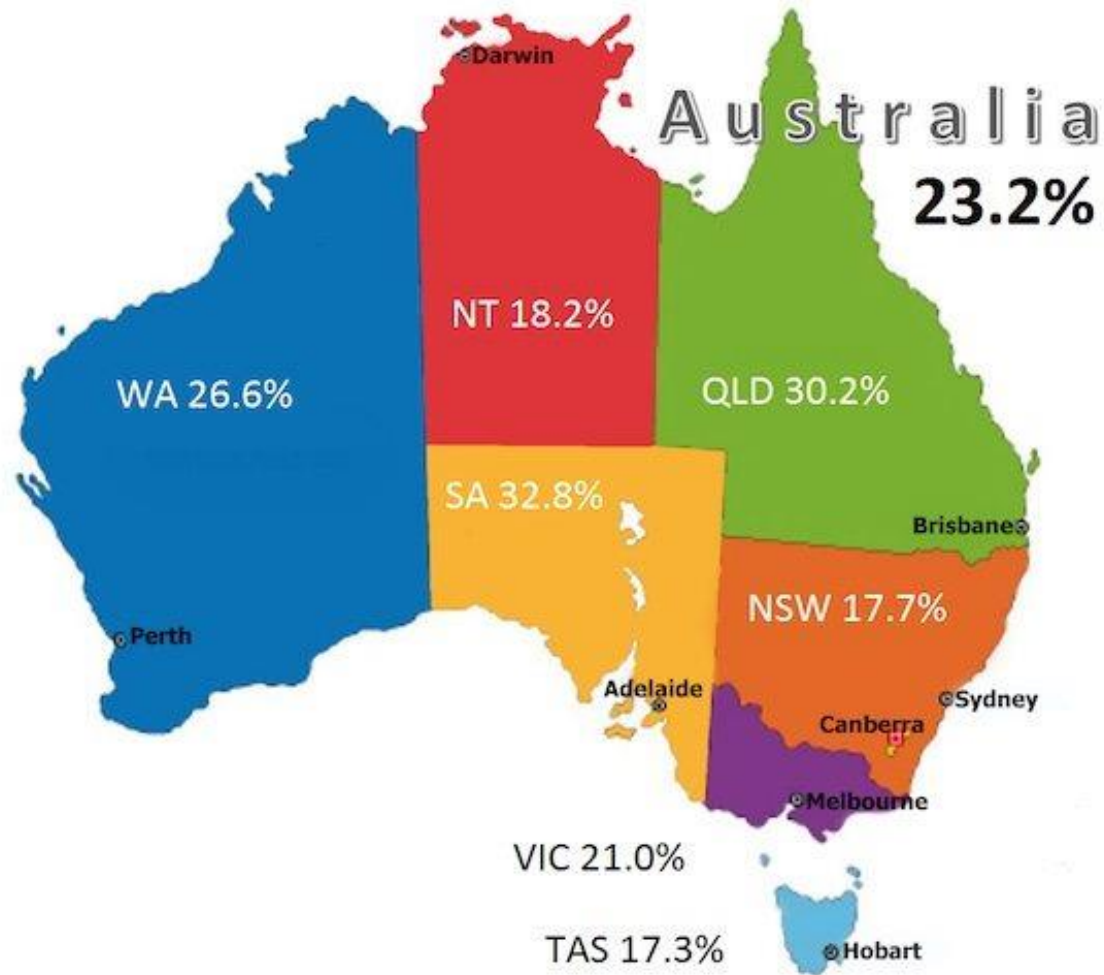 Darwin
Australia
23.2%
NT 18.2%
WA 26.6%
QLD 30.2%
SA 32.8%
Brisbane
NSW 17.7%
Perth
Adelaide
Sydney
Canberra
Melbourne
VIC 21.0%
TAS 17.3%
Hobart